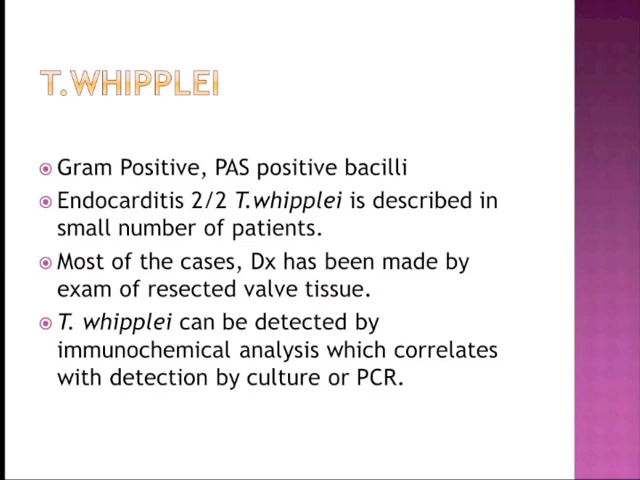 T.WHIPPLEI
Gram Positive, PAS positive bacilli
Endocarditis 2/2 T.whipplei is described in
small number of patients.
Most of the cases, Dx has been made by
exam of resected valve tissue.
T. whipplei can be detected by
immunochemical analysis which correlates
with detection by culture or PCR.